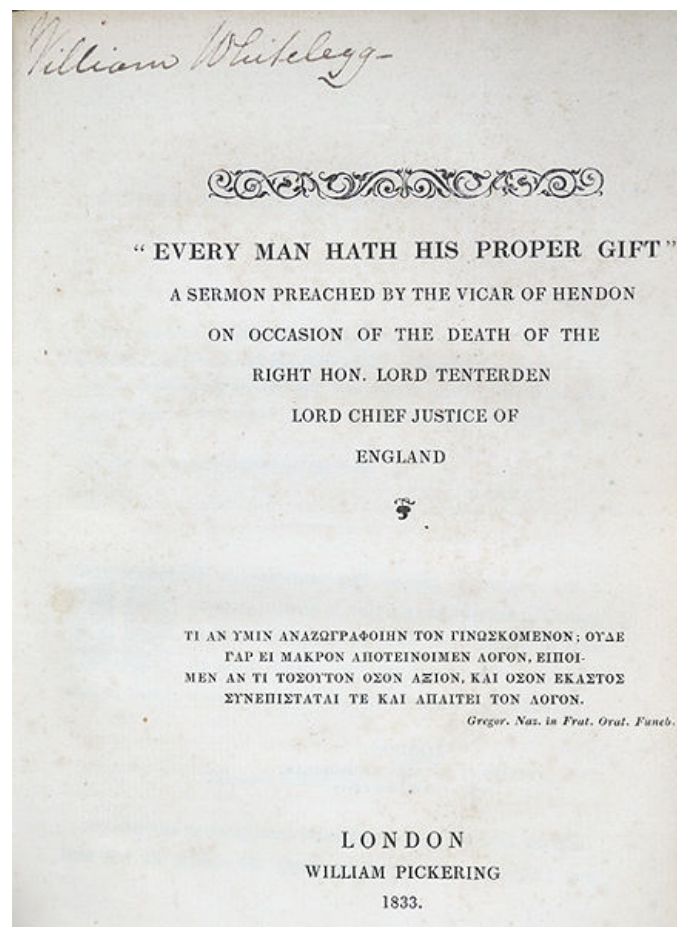 William Whitelegg
“ EVERY MAN HATH HIS PROPER GIFT ”
A SERMON PREACHED BY THE VICAR OF HENDON
ON OCCASION OF THE DEATH OF THE
RIGHT HON. LORD TENTERDEN
LORD CHIEF JUSTICE OF
ENGLAND
ΤΙ ΑΝ ΥΜΙΝ ΑΝΑΖΩΓΡΑΦΟΙΗΝ ΤΟΝ ΓΙΝΩΣΚΟΜΕΝΟΝ; ΟΥΔΕ
ΓΑΡ ΕΙ ΜΑΚΡΟΝ ΑΠΟΤΕΙΝΟΙΜΕΝ ΛΟΓΟΝ, ΕΙΠΟΙ-
ΜΕΝ ΑΝ ΤΙ ΤΟΣΟΥΤΟΝ ΟΣΟΝ ΑΞΙΟΝ, ΚΑΙ ΟΣΟΝ ΕΚΑΣΤΟΣ
ΣΥΝΕΠΙΣΤΑΤΑΙ ΤΕ ΚΑΙ ΑΠΑΙΤΕΙ ΤΟΝ ΛΟΓΟΝ.
Gregor. Naz. in Frat. Orat. Funeb.
LONDON
WILLIAM PICKERING
1833.